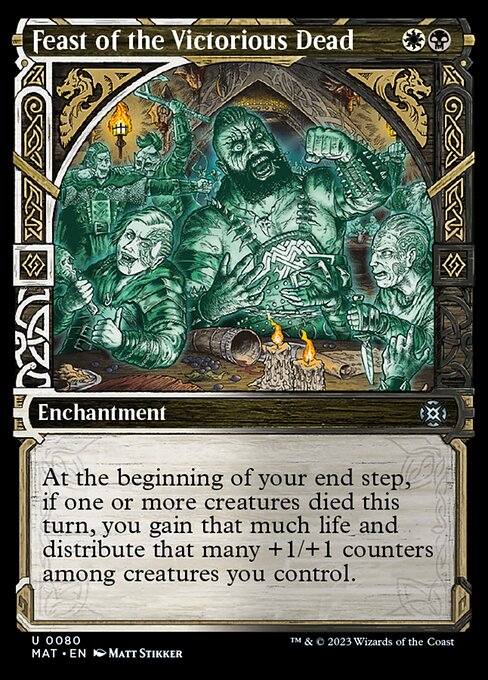 Feast of the Victorious Dead
Enchantment
At the beginning of your end step,
if one or more creatures died this
turn, you gain that much life and
distribute that many +1/+1 counters
among creatures you control.
U 0080
MAT • EN MATT STIKKER
™ & © 2023 Wizards of the Coast